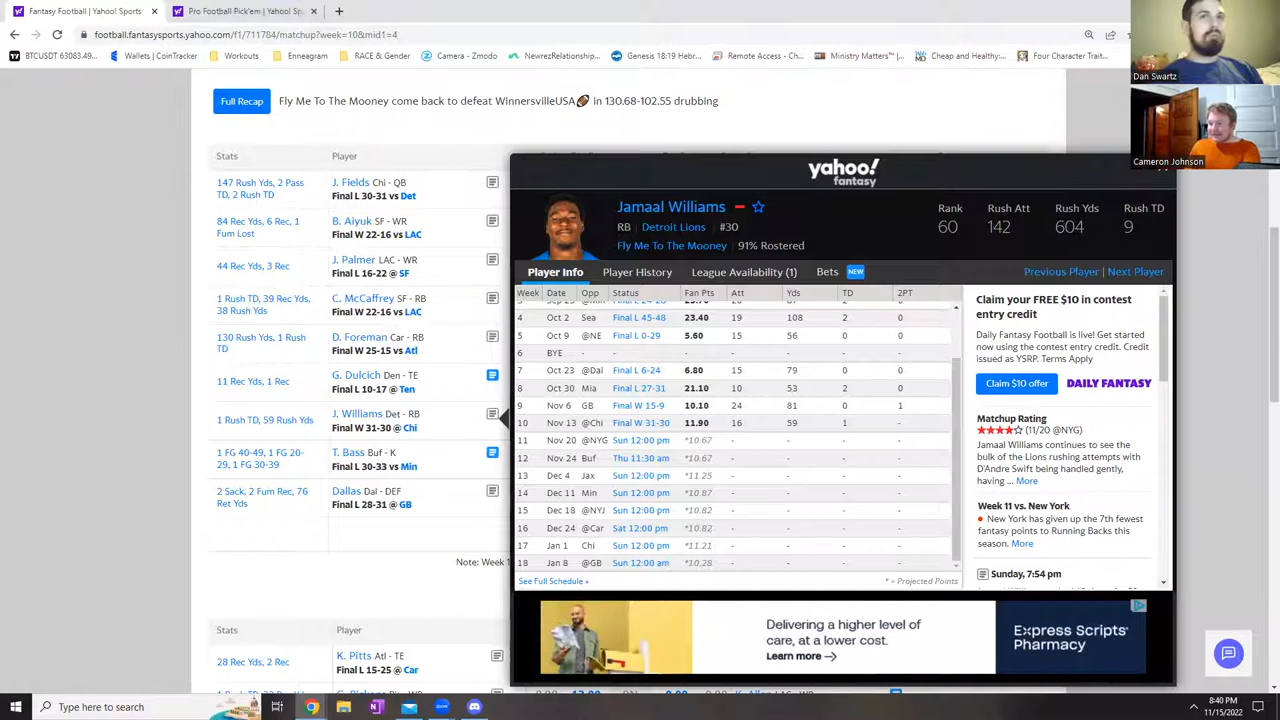 Fantasy Football | Yahoo! Sports × Pro Football Pick'em | Yahoo! S× × +
football.fantasysports.yahoo.com/f1/711784/matchup?week=10&mid1=4
BTCUSDT 63083.49... Wallets | CoinTracker Workouts Enneagram RACE & Gender Camera - Zmodo NewrezRelationship... Genesis 18:19 Hebr... Remote Access - Ch... Ministry Matters™ |... Cheap and Healthy:... Four Character Trait...
Dan Swartz
Cameron Johnson
Full Recap Fly Me To The Mooney come back to defeat WinnersvilleUSA🏈 in 130.68-102.55 drubbing
Stats Player
147 Rush Yds, 2 Pass
TD, 2 Rush TD
J. Fields Chi - QB
Final L 30-31 vs Det
84 Rec Yds, 6 Rec, 1
Fum Lost
B. Aiyuk SF - WR
Final W 22-16 vs LAC
44 Rec Yds, 3 Rec
J. Palmer LAC - WR
Final L 16-22 @ SF
1 Rush TD, 39 Rec Yds,
38 Rush Yds
C. McCaffrey SF - RB
Final W 22-16 vs LAC
130 Rush Yds, 1 Rush
TD
D. Foreman Car - RB
Final W 25-15 vs Atl
11 Rec Yds, 1 Rec
G. Dulcich Den - TE
Final L 10-17 @ Ten
1 Rush TD, 59 Rush Yds
J. Williams Det - RB
Final W 31-30 @ Chi
1 FG 40-49, 1 FG 20-
29, 1 FG 30-39
T. Bass Buf - K
Final L 30-33 vs Min
2 Sack, 2 Fum Rec, 76
Ret Yds
Dallas Dal - DEF
Final L 28-31 @ GB
Note: Week 1
Stats Player
28 Rec Yds, 2 Rec
K. Pitts Atl - TE
Final L 15-25 @ Car
yahoo!
fantasy
Jamaal Williams
RB | Detroit Lions • #30
Fly Me To The Mooney | 91% Rostered
Rank Rush Att Rush Yds Rush TD
60 142 604 9
Player Info Player History League Availability (1) Bets NEW Previous Player | Next Player
Week Date Opp Status Fan Pts Att Yds TD 2PT
4 Oct 2 Sea Final L 45-48 23.40 19 108 2 0
5 Oct 9 @NE Final L 0-29 5.60 15 56 0 0
6 BYE - - - - - - -
7 Oct 23 @Dal Final L 6-24 6.80 15 79 0 0
8 Oct 30 Mia Final L 27-31 21.10 10 53 2 0
9 Nov 6 GB Final W 15-9 10.10 24 81 0 1
10 Nov 13 @Chi Final W 31-30 11.90 16 59 1 0
11 Nov 20 @NYG Sun 12:00 pm *10.67 - - - -
12 Nov 24 Buf Thu 11:30 am *10.67 - - - -
13 Dec 4 Jax Sun 12:00 pm *11.25 - - - -
14 Dec 11 Min Sun 12:00 pm *10.87 - - - -
15 Dec 18 @NYJ Sun 12:00 pm *10.82 - - - -
16 Dec 24 @Car Sat 12:00 pm *10.82 - - - -
17 Jan 1 Chi Sun 12:00 pm *11.21 - - - -
18 Jan 8 @GB Sun 12:00 am *10.28 - - - -
See Full Schedule » * = Projected Points
Claim your FREE $10 in contest
entry credit
Daily Fantasy Football is live! Get started
now using the contest entry credit. Credit
issued as YSRP. Terms Apply
Claim $10 offer DAILY FANTASY
Matchup Rating
★★★★☆ (11/20 @NYG)
Jamaal Williams continues to see the
bulk of the Lions rushing attempts with
D'Andre Swift being handled gently,
having ... More
Week 11 vs. New York
New York has given up the 7th fewest
fantasy points to Running Backs this
season. More
Sunday, 7:54 pm
Delivering a higher level of
care, at a lower cost.
Learn more →
Express Scripts®
Pharmacy
Type here to search
8:40 PM
11/15/2022